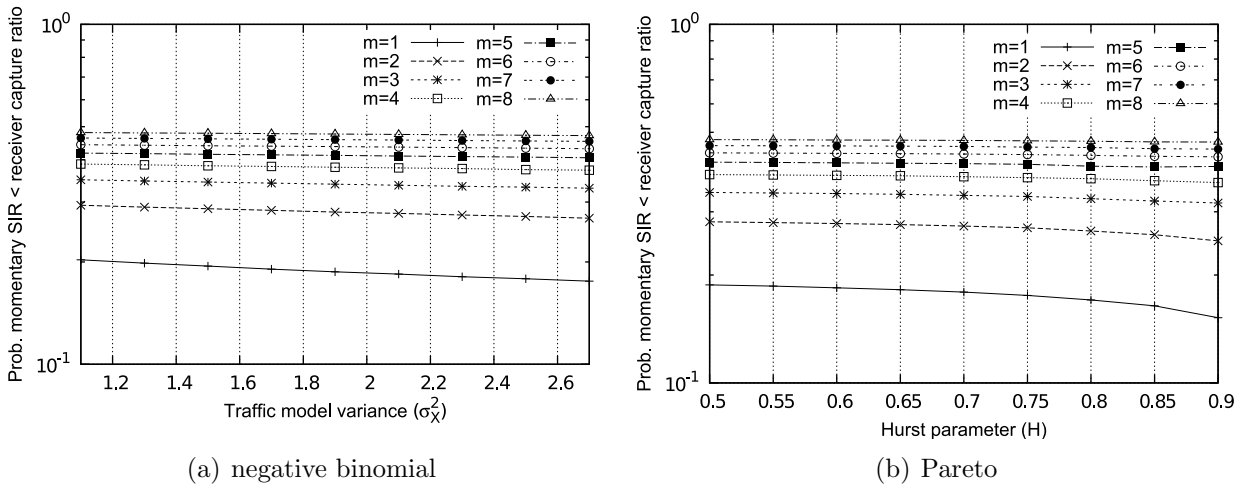 Prob. momentary SIR < receiver capture ratio
10^0
10^-1
m=1 m=5
m=2 m=6
m=3 m=7
m=4 m=8
1.2 1.4 1.6 1.8 2 2.2 2.4 2.6
Traffic model variance (σ_X^2)
(a) negative binomial
Prob. momentary SIR < receiver capture ratio
10^0
10^-1
m=1 m=5
m=2 m=6
m=3 m=7
m=4 m=8
0.5 0.55 0.6 0.65 0.7 0.75 0.8 0.85 0.9
Hurst parameter (H)
(b) Pareto